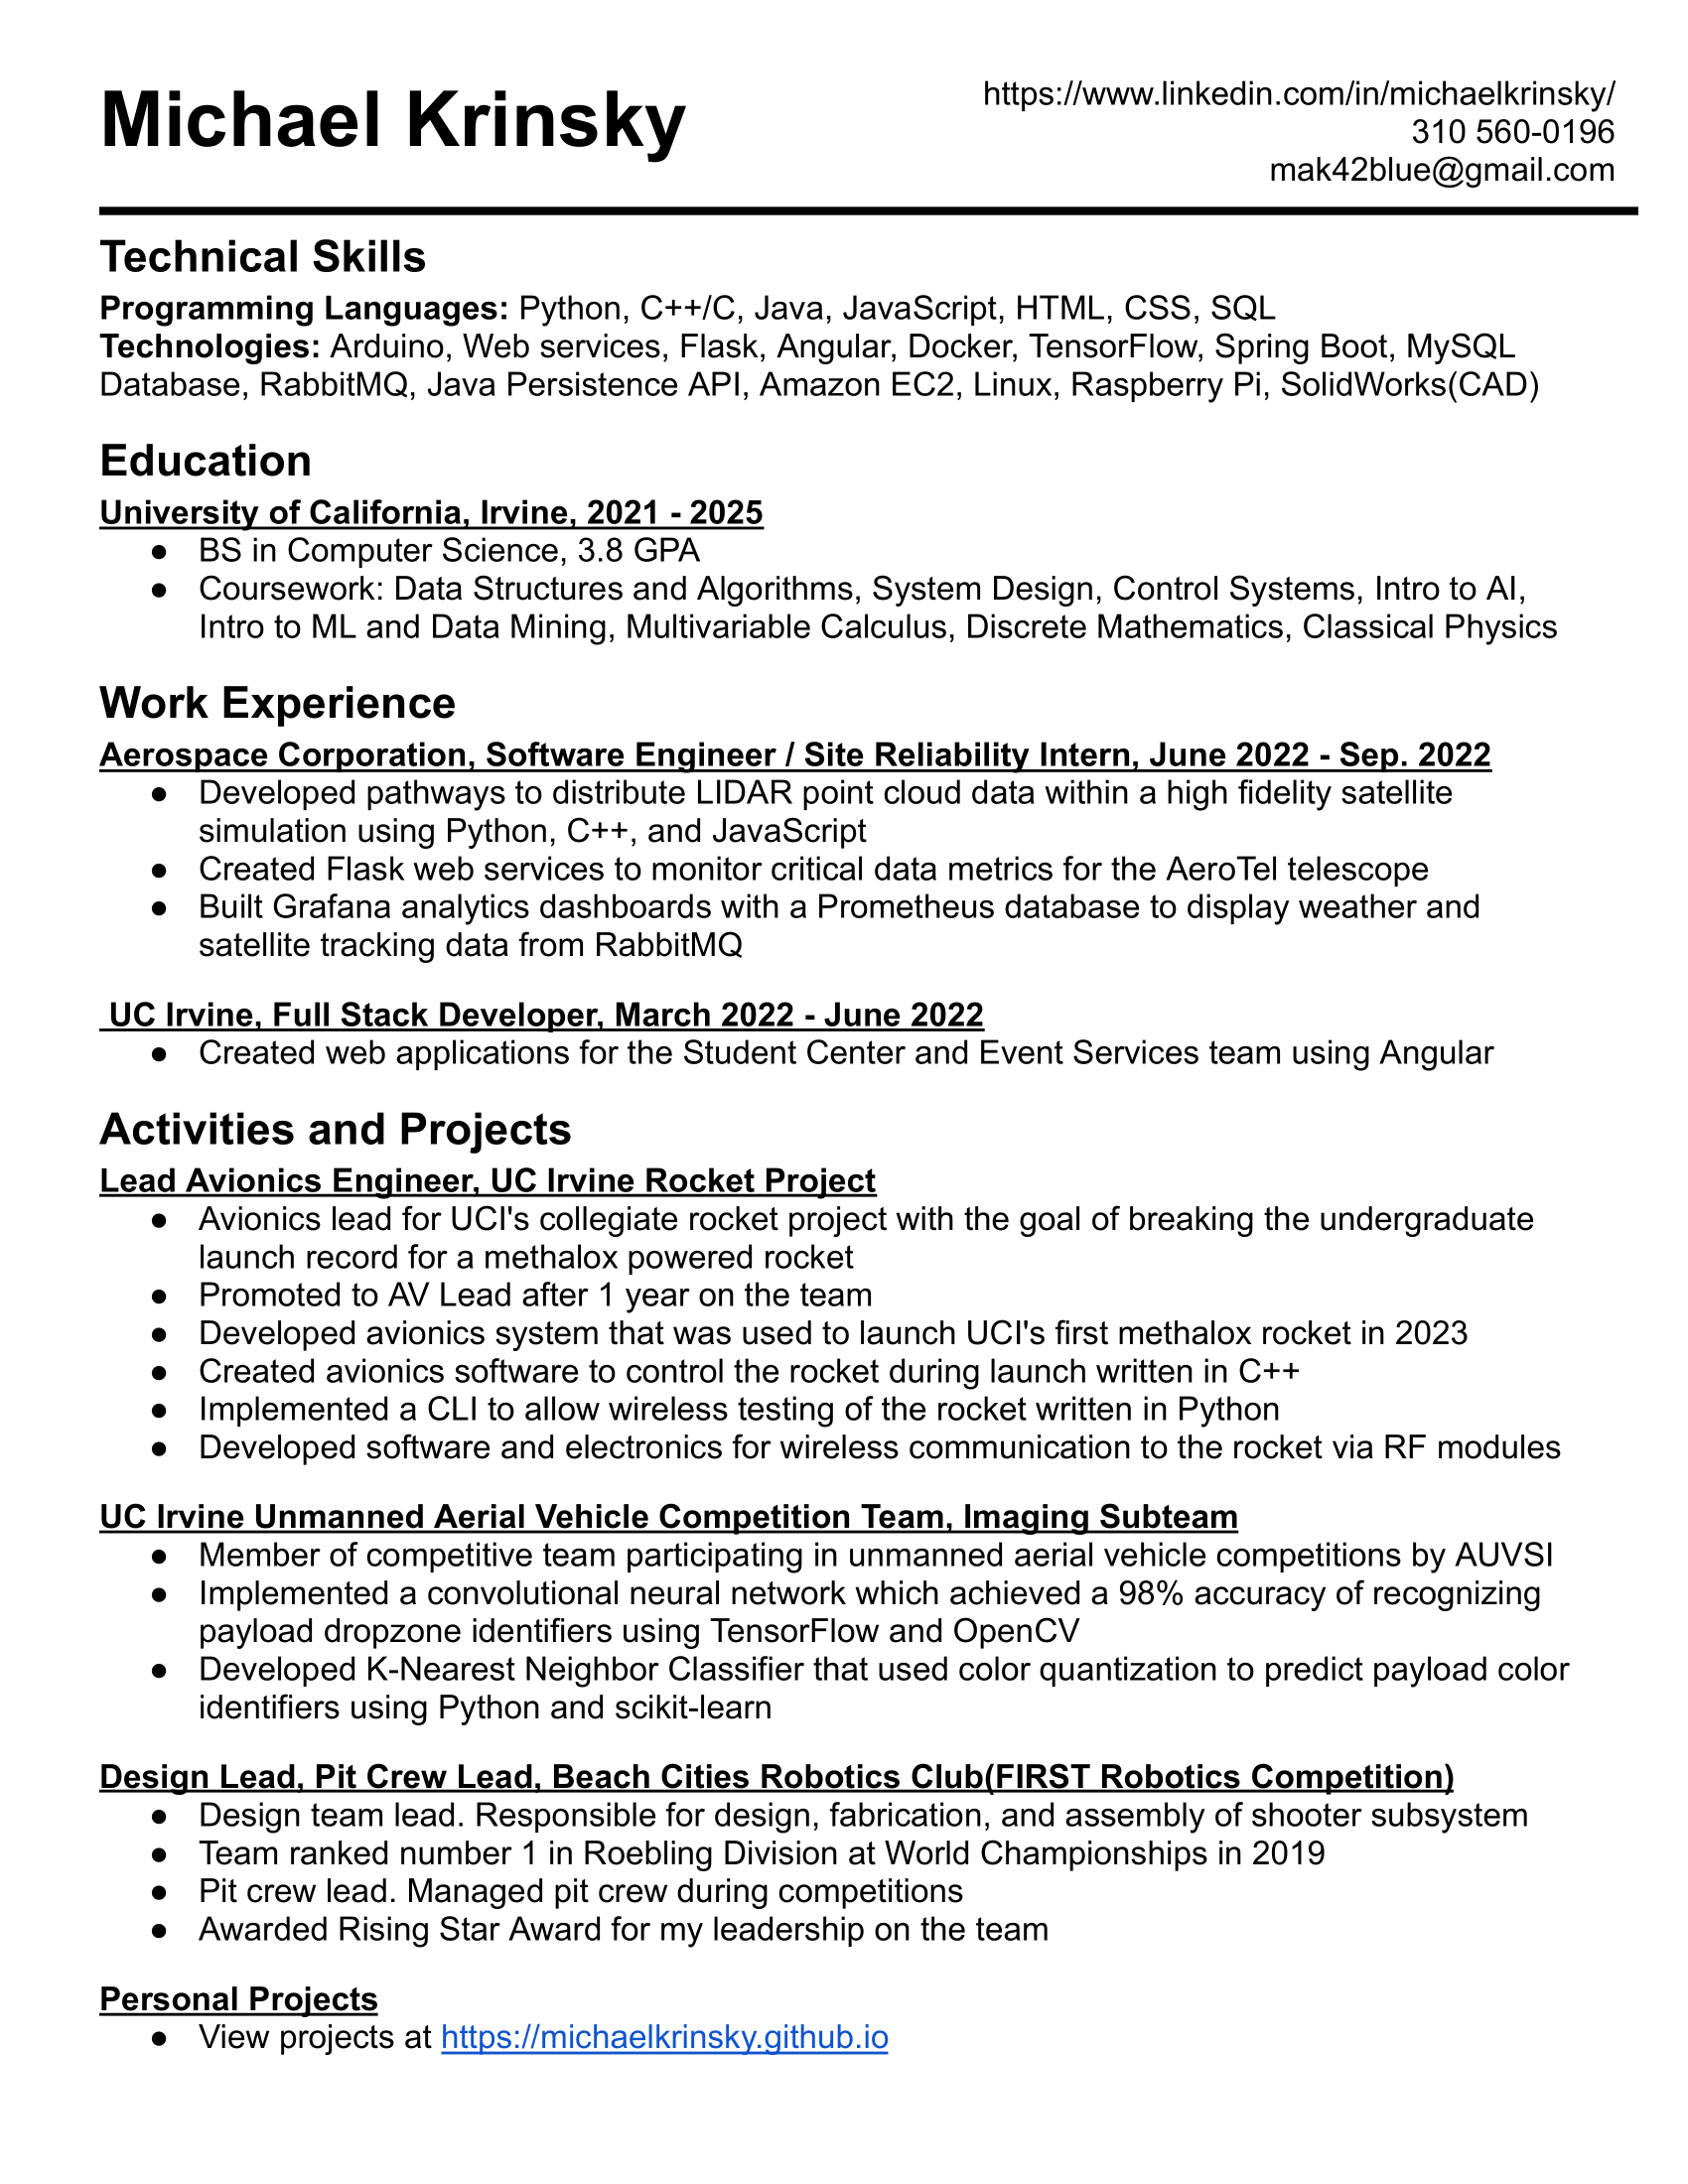 Michael Krinsky
https://www.linkedin.com/in/michaelkrinsky/
310 560-0196
mak42blue@gmail.com
Technical Skills
Programming Languages: Python, C++/C, Java, JavaScript, HTML, CSS, SQL
Technologies: Arduino, Web services, Flask, Angular, Docker, TensorFlow, Spring Boot, MySQL
Database, RabbitMQ, Java Persistence API, Amazon EC2, Linux, Raspberry Pi, SolidWorks(CAD)
Education
University of California, Irvine, 2021 - 2025
● BS in Computer Science, 3.8 GPA
● Coursework: Data Structures and Algorithms, System Design, Control Systems, Intro to AI,
Intro to ML and Data Mining, Multivariable Calculus, Discrete Mathematics, Classical Physics
Work Experience
Aerospace Corporation, Software Engineer / Site Reliability Intern, June 2022 - Sep. 2022
● Developed pathways to distribute LIDAR point cloud data within a high fidelity satellite
simulation using Python, C++, and JavaScript
● Created Flask web services to monitor critical data metrics for the AeroTel telescope
● Built Grafana analytics dashboards with a Prometheus database to display weather and
satellite tracking data from RabbitMQ
UC Irvine, Full Stack Developer, March 2022 - June 2022
● Created web applications for the Student Center and Event Services team using Angular
Activities and Projects
Lead Avionics Engineer, UC Irvine Rocket Project
● Avionics lead for UCI's collegiate rocket project with the goal of breaking the undergraduate
launch record for a methalox powered rocket
● Promoted to AV Lead after 1 year on the team
● Developed avionics system that was used to launch UCI's first methalox rocket in 2023
● Created avionics software to control the rocket during launch written in C++
● Implemented a CLI to allow wireless testing of the rocket written in Python
● Developed software and electronics for wireless communication to the rocket via RF modules
UC Irvine Unmanned Aerial Vehicle Competition Team, Imaging Subteam
● Member of competitive team participating in unmanned aerial vehicle competitions by AUVSI
● Implemented a convolutional neural network which achieved a 98% accuracy of recognizing
payload dropzone identifiers using TensorFlow and OpenCV
● Developed K-Nearest Neighbor Classifier that used color quantization to predict payload color
identifiers using Python and scikit-learn
Design Lead, Pit Crew Lead, Beach Cities Robotics Club(FIRST Robotics Competition)
● Design team lead. Responsible for design, fabrication, and assembly of shooter subsystem
● Team ranked number 1 in Roebling Division at World Championships in 2019
● Pit crew lead. Managed pit crew during competitions
● Awarded Rising Star Award for my leadership on the team
Personal Projects
● View projects at https://michaelkrinsky.github.io